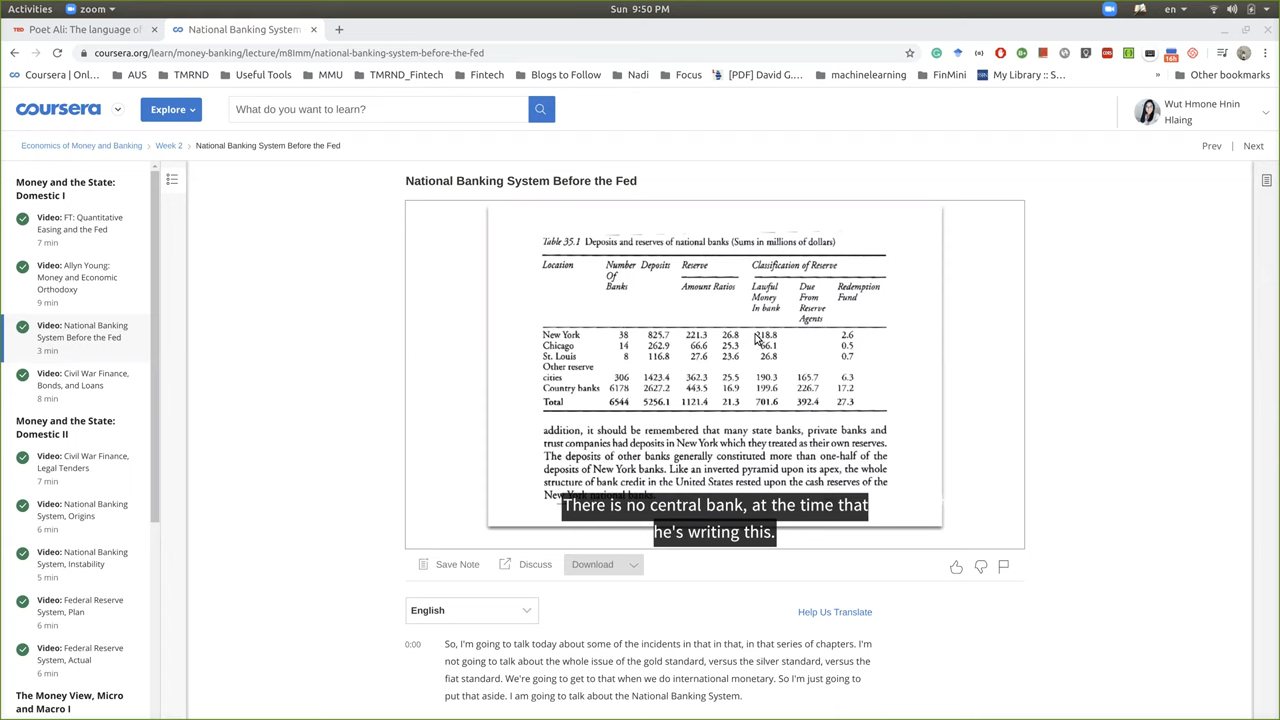 Activities
zoom
Sun 9:50 PM
en
Poet Ali: The language of
National Banking System
coursera.org/learn/money-banking/lecture/m8Imm/national-banking-system-before-the-fed
Coursera | Onl...
AUS
TMRND
Useful Tools
MMU
TMRND_Fintech
Fintech
Blogs to Follow
Nadi
Focus
[PDF] David G....
machinelearning
FinMini
My Library :: S...
»
Other bookmarks
coursera
Explore
What do you want to learn?
Wut Hmone Hnin
Hlaing
Economics of Money and Banking
Week 2
National Banking System Before the Fed
Prev
Next
Money and the State:
Domestic I
Video: FT: Quantitative
Easing and the Fed
7 min
Video: Allyn Young:
Money and Economic
Orthodoxy
9 min
Video: National Banking
System Before the Fed
3 min
Video: Civil War Finance,
Bonds, and Loans
8 min
Money and the State:
Domestic II
Video: Civil War Finance,
Legal Tenders
7 min
Video: National Banking
System, Origins
6 min
Video: National Banking
System, Instability
5 min
Video: Federal Reserve
System, Plan
6 min
Video: Federal Reserve
System, Actual
6 min
The Money View, Micro
and Macro I
National Banking System Before the Fed
Table 35.1 Deposits and reserves of national banks (Sums in millions of dollars)
Location Number Deposits Reserve Classification of Reserve
Of
Banks Amount Ratios Lawful Due Redemption
Money From Fund
In bank Reserve
Agents
New York 38 825.7 221.3 26.8 218.8 2.6
Chicago 14 262.9 66.6 25.3 66.1 0.5
St. Louis 8 116.8 27.6 23.6 26.8 0.7
Other reserve
cities 306 1423.4 362.3 25.5 190.3 165.7 6.3
Country banks 6178 2627.2 443.5 16.9 199.6 226.7 17.2
Total 6544 5256.1 1121.4 21.3 701.6 392.4 27.3
addition, it should be remembered that many state banks, private banks and
trust companies had deposits in New York which they treated as their own reserves.
The deposits of other banks generally constituted more than one-half of the
deposits of New York banks. Like an inverted pyramid upon its apex, the whole
structure of bank credit in the United States rested upon the cash reserves of the
New York national banks.
There is no central bank, at the time that
he's writing this.
Save Note
Discuss
Download
English
Help Us Translate
0:00
So, I'm going to talk today about some of the incidents in that in that, in that series of chapters. I'm
not going to talk about the whole issue of the gold standard, versus the silver standard, versus the
fiat standard. We're going to get to that when we do international monetary. So I'm just going to
put that aside. I am going to talk about the National Banking System.